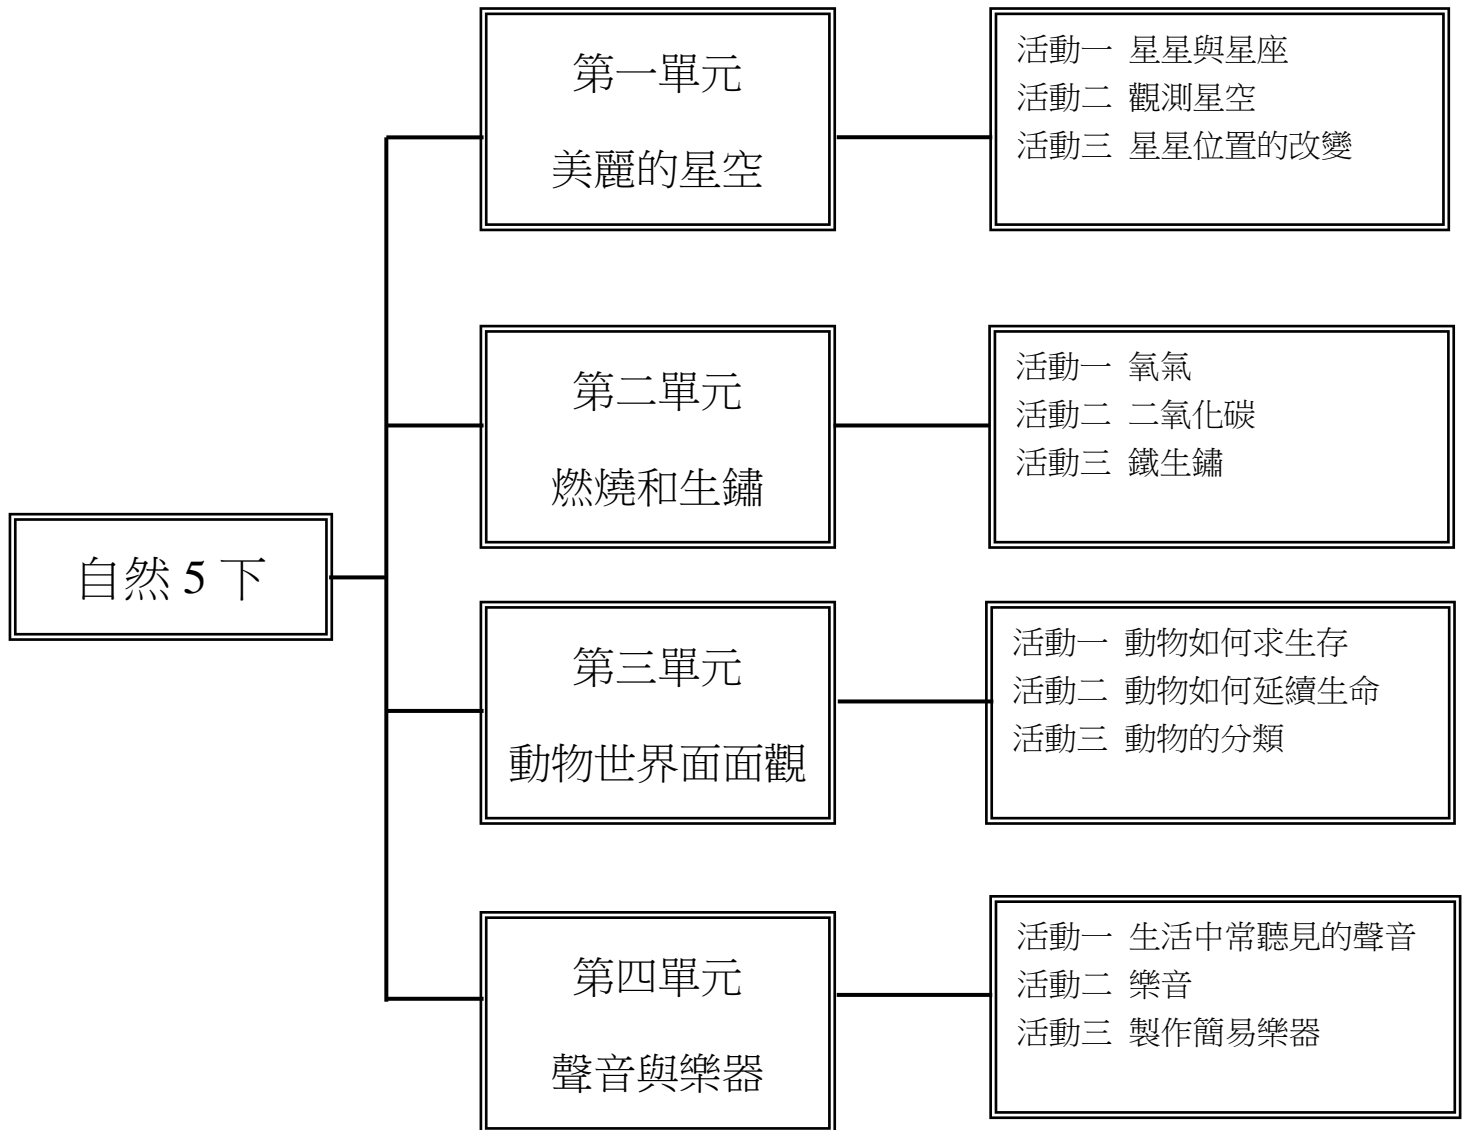 自然 5 下
第一單元
美麗的星空
活動一 星星與星座
活動二 觀測星空
活動三 星星位置的改變
第二單元
燃燒和生鏽
活動一 氧氣
活動二 二氧化碳
活動三 鐵生鏽
第三單元
動物世界面面觀
活動一 動物如何求生存
活動二 動物如何延續生命
活動三 動物的分類
第四單元
聲音與樂器
活動一 生活中常聽見的聲音
活動二 樂音
活動三 製作簡易樂器